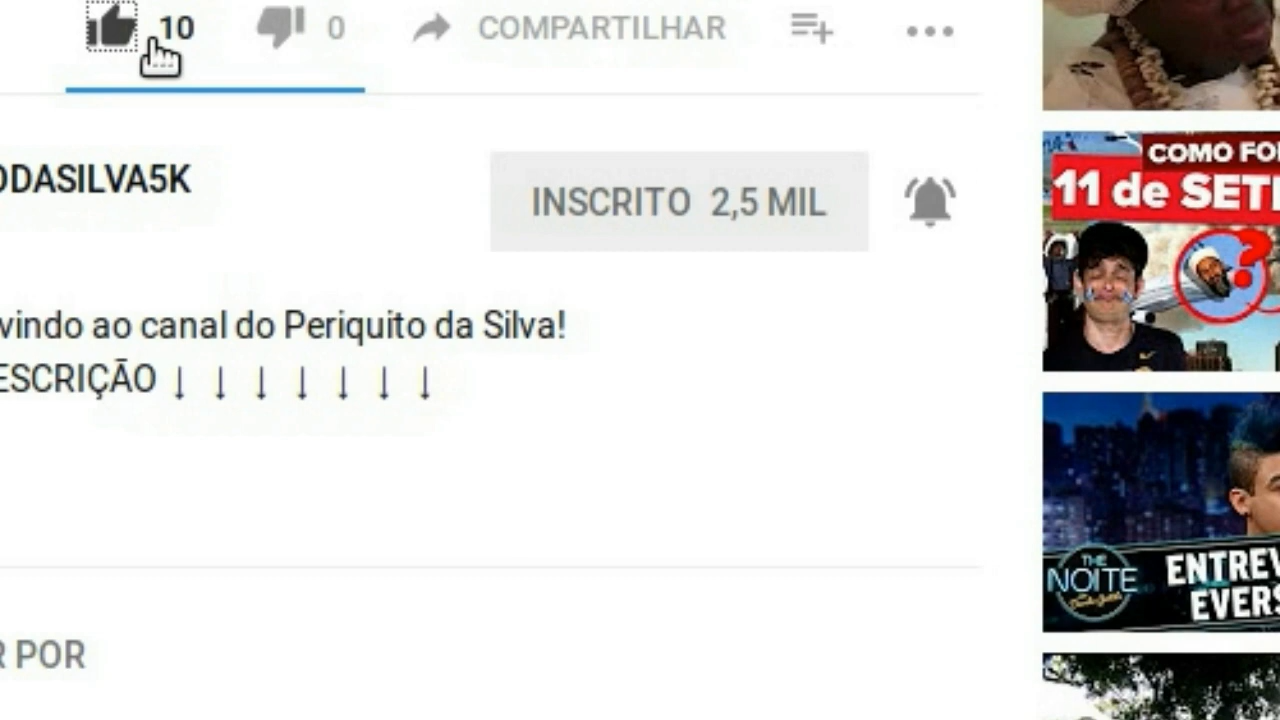 10 0 COMPARTILHAR
ODASILVA5K
INSCRITO 2,5 MIL
vindo ao canal do Periquito da Silva!
ESCRIÇÃO ↓ ↓ ↓ ↓ ↓ ↓ ↓
R POR
COMO FO
11 de SET
THE
NOITE
ENTREV
EVERS